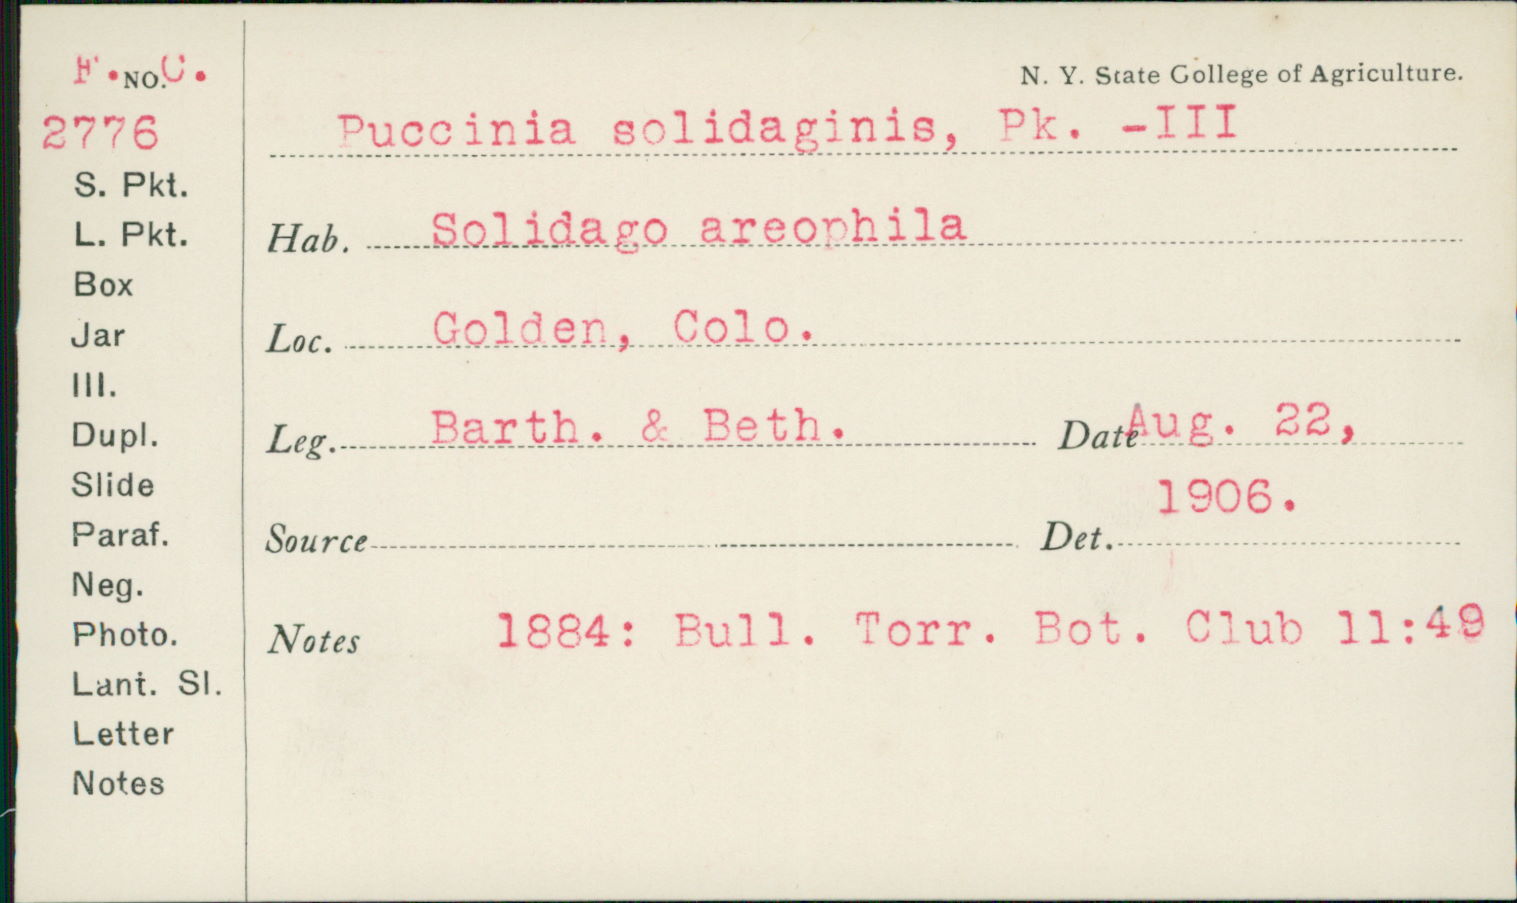 F. NO. C.
2776
S. Pkt.
L. Pkt.
Box
Jar
Ill.
Dupl.
Slide
Paraf.
Neg.
Photo.
Lant. Sl.
Letter
Notes
N. Y. State College of Agriculture.
Puccinia solidaginis, Pk. -III
Hab. Solidago areophila
Loc. Golden, Colo.
Leg. Barth. & Beth. Date Aug. 22,
1906.
Source Det.
Notes 1884: Bull. Torr. Bot. Club 11:49